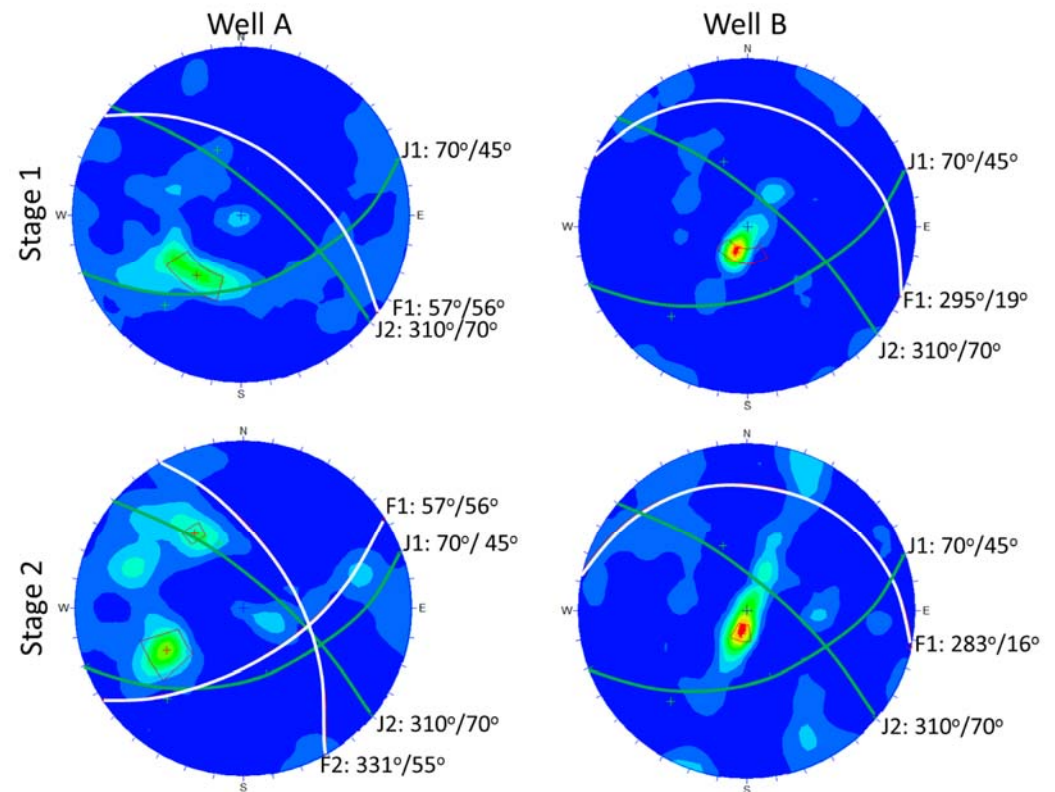 Well A
Well B
Stage 1
N
W
E
S
J1: 70°/45°
F1: 57°/56°
J2: 310°/70°
N
W
E
S
J1: 70°/45°
F1: 295°/19°
J2: 310°/70°
Stage 2
N
W
E
S
F1: 57°/56°
J1: 70°/ 45°
J2: 310°/70°
F2: 331°/55°
N
W
E
S
J1: 70°/45°
F1: 283°/16°
J2: 310°/70°